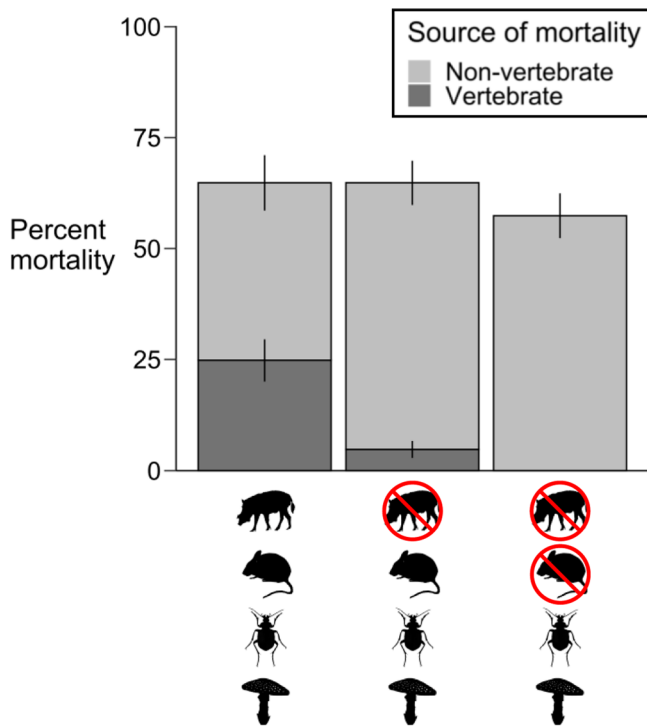 100
Source of mortality
Non-vertebrate
Vertebrate
75
Percent
mortality
50
25
0